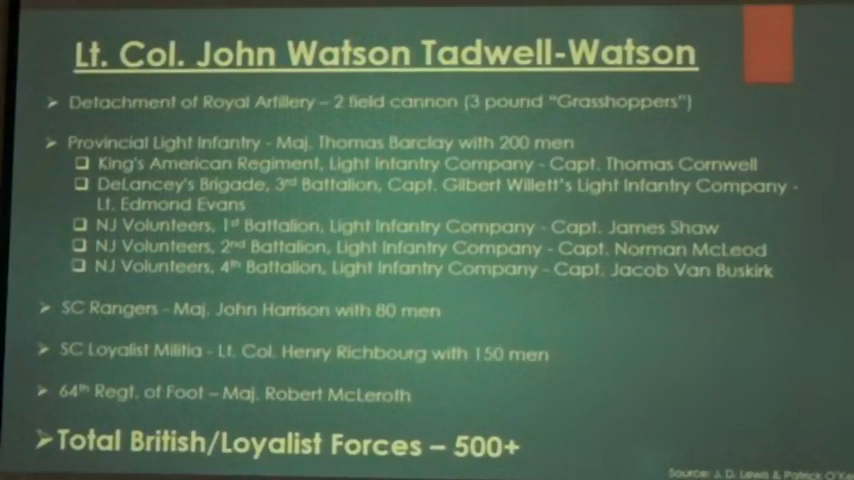 Lt. Col. John Watson Tadwell-Watson
➢ Detachment of Royal Artillery – 2 field cannon (3 pound "Grasshoppers")
➢ Provincial Light Infantry - Maj. Thomas Barclay with 200 men
❑ King's American Regiment, Light Infantry Company - Capt. Thomas Cornwell
❑ DeLancey's Brigade, 3rd Battalion, Capt. Gilbert Willett's Light Infantry Company -
Lt. Edmond Evans
❑ NJ Volunteers, 1st Battalion, Light Infantry Company - Capt. James Shaw
❑ NJ Volunteers, 2nd Battalion, Light Infantry Company - Capt. Norman McLeod
❑ NJ Volunteers, 4th Battalion, Light Infantry Company - Capt. Jacob Van Buskirk
➢ SC Rangers - Maj. John Harrison with 80 men
➢ SC Loyalist Militia - Lt. Col. Henry Richbourg with 150 men
➢ 64th Regt. of Foot – Maj. Robert McLeroth
➢ Total British/Loyalist Forces – 500+
Source: J. D. Lewis & Patrick